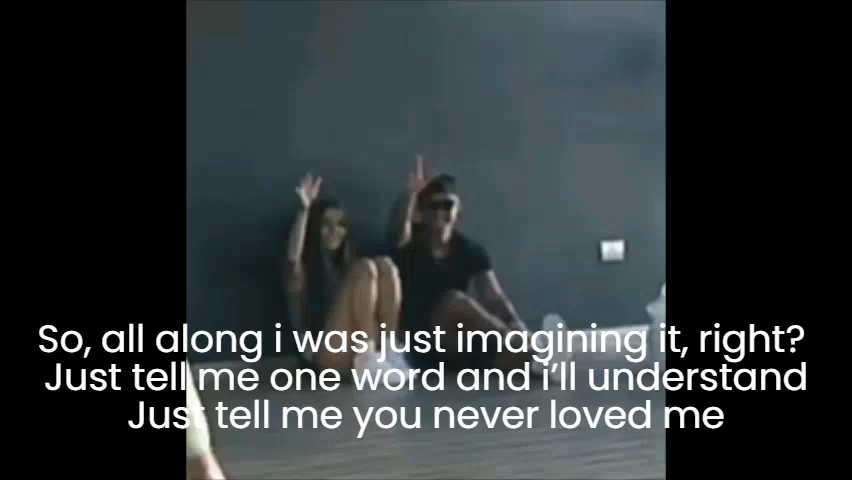 So, all along i was just imagining it, right?
Just tell me one word and i'll understand
Just tell me you never loved me